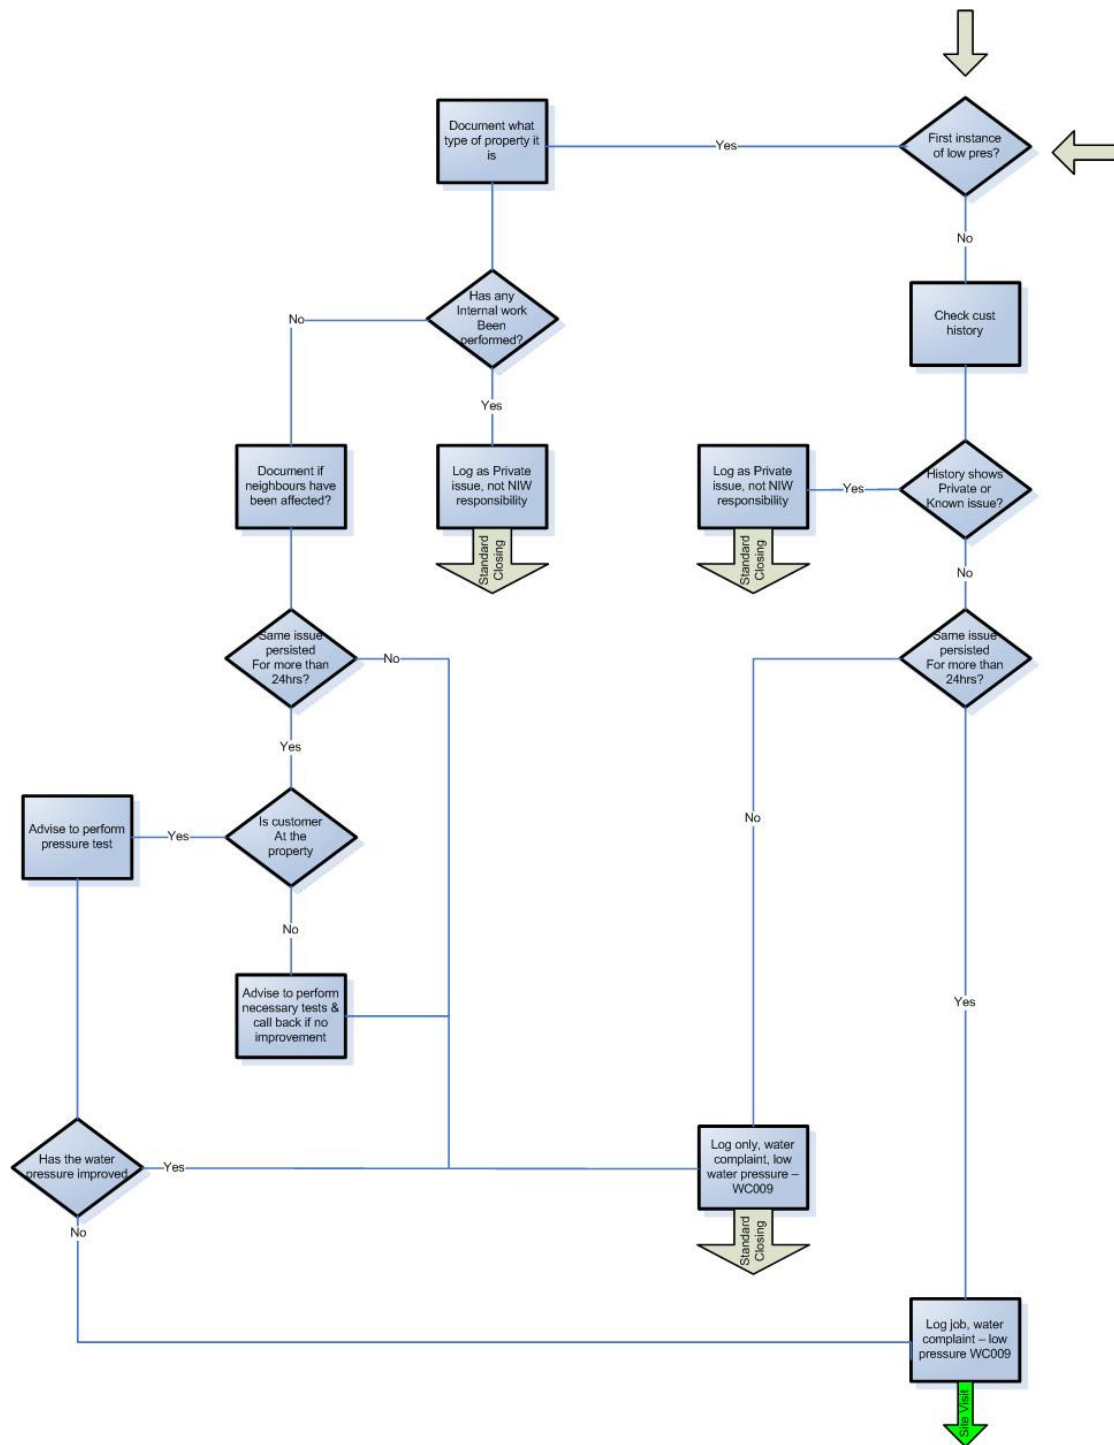 First instance
of low pres?
Yes
Document what
type of property it
is
No
Has any
Internal work
Been
performed?
No
Check cust
history
Yes
Document if
neighbours have
been affected?
Log as Private
issue, not NIW
responsibility
Standard
Closing
Log as Private
issue, not NIW
responsibility
Standard
Closing
Yes
History shows
Private or
Known issue?
No
Same issue
persisted
For more than
24hrs?
No
Same issue
persisted
For more than
24hrs?
Yes
Advise to perform
pressure test
Yes
Is customer
At the
property
No
No
Advise to perform
necessary tests &
call back if no
improvement
Yes
Has the water
pressure improved
Yes
Log only, water
complaint, low
water pressure –
WC009
Standard
Closing
No
Log job, water
complaint – low
pressure WC009
Site Visit